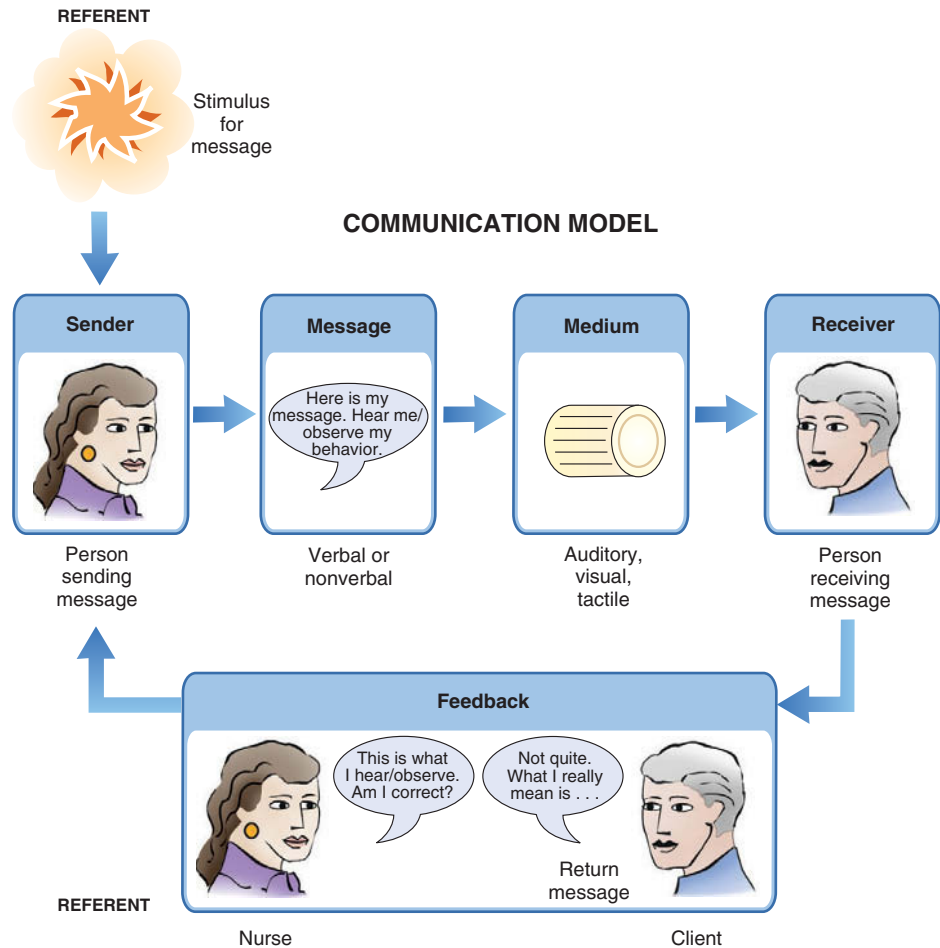 REFERENT
Stimulus
for
message
COMMUNICATION MODEL
Sender
Message
Medium
Receiver
Here is my
message. Hear me/
observe my
behavior.
Person
sending
message
Verbal or
nonverbal
Auditory,
visual,
tactile
Person
receiving
message
Feedback
This is what
I hear/observe.
Am I correct?
Not quite.
What I really
mean is . . .
Return
message
REFERENT
Nurse
Client